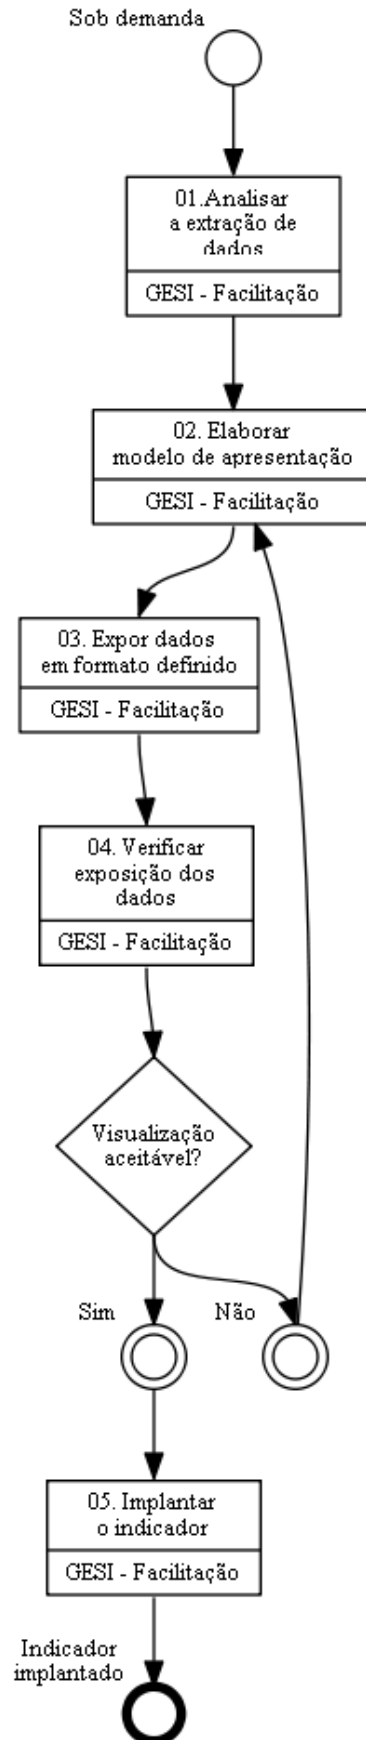 Sob demanda
01.Analisar
a extração de
dados
GESI - Facilitação
02. Elaborar
modelo de apresentação
GESI - Facilitação
03. Expor dados
em formato definido
GESI - Facilitação
04. Verificar
exposição dos
dados
GESI - Facilitação
Visualização
aceitável?
Sim
Não
05. Implantar
o indicador
GESI - Facilitação
Indicador
implantado